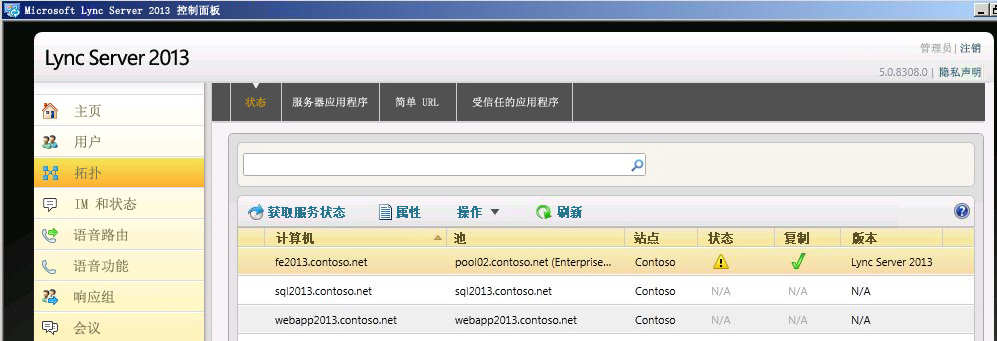 Microsoft Lync Server 2013 控制面板
Lync Server 2013
管理员 | 注销
5.0.8308.0 | 隐私声明
主页
用户
拓扑
IM 和状态
语音路由
语音功能
响应组
会议
状态 服务器应用程序 简单 URL 受信任的应用程序
获取服务状态 属性 操作 刷新
计算机 池 站点 状态 复制 版本
fe2013.contoso.net pool02.contoso.net (Enterprise... Contoso Lync Server 2013
sql2013.contoso.net sql2013.contoso.net Contoso N/A N/A N/A
webapp2013.contoso.net webapp2013.contoso.net Contoso N/A N/A N/A